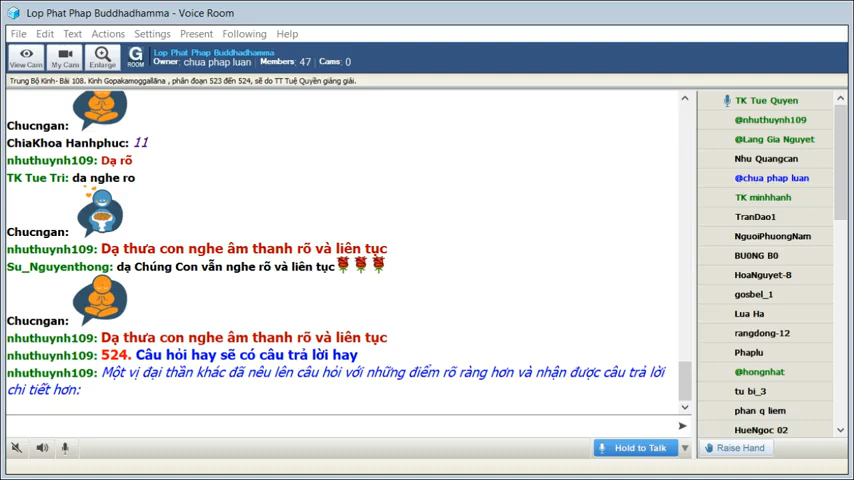 Lop Phat Phap Buddhadhamma - Voice Room
File Edit Text Actions Settings Present Following Help
View Cam My Cam Enlarge G ROOM
Lop Phat Phap Buddhadhamma
Owner: chua phap luan Members: 47 Cams: 0
Trung Bộ Kinh- Bài 108. Kinh Gopakamoggallāna , phân đoạn 523 đến 524, sẽ do TT Tuệ Quyền giảng giải.
Chucngan:
ChiaKhoa Hanhphuc: 11
nhuthuynh109: Dạ rõ
TK Tue Tri: da nghe ro
Chucngan:
nhuthuynh109: Dạ thưa con nghe âm thanh rõ và liên tục
Su_Nguyenthong: dạ Chúng Con vẫn nghe rõ và liên tục
Chucngan:
nhuthuynh109: Dạ thưa con nghe âm thanh rõ và liên tục
nhuthuynh109: 524. Câu hỏi hay sẽ có câu trả lời hay
nhuthuynh109: Một vị đại thần khác đã nêu lên câu hỏi với những điểm rõ ràng hơn và nhận được câu trả lời
chi tiết hơn:
TK Tue Quyen
@nhuthuynh109
@Lang Gia Nguyet
Nhu Quangcan
@chua phap luan
TK minhhanh
TranDao1
NguoiPhuongNam
BU0NG B0
HoaNguyet-8
gosbel_1
Lua Ha
rangdong-12
Phaplu
@hongnhat
tu bi_3
phan q liem
HueNgoc 02
Hold to Talk
Raise Hand